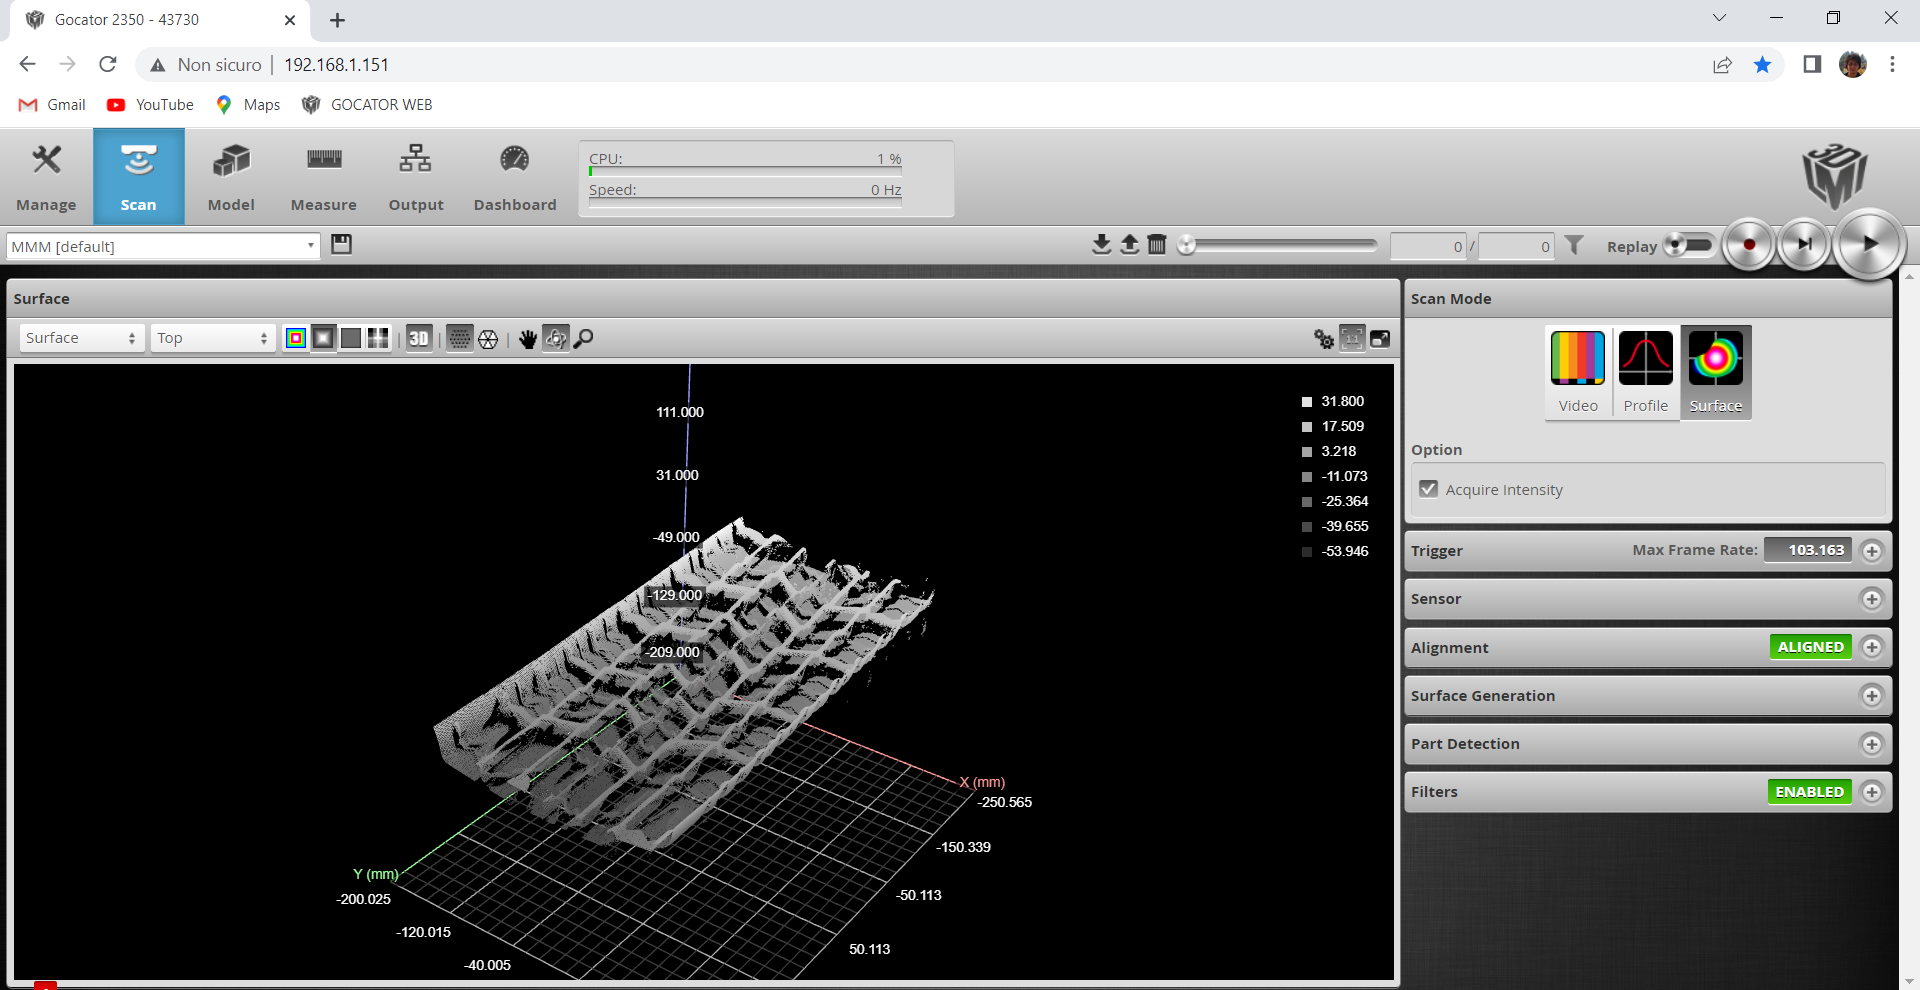 Gocator 2350 - 43730
Non sicuro 192.168.1.151
Gmail YouTube Maps GOCATOR WEB
Manage Scan Model Measure Output Dashboard
CPU: 1 %
Speed: 0 Hz
3D
MMM [default]
0 / 0 Replay
Surface
Surface Top 3D
111.000
31.000
-49.000
-129.000
-209.000
31.800
17.509
3.218
-11.073
-25.364
-39.655
-53.946
X (mm)
-250.565
-150.339
-50.113
50.113
Y (mm)
-200.025
-120.015
-40.005
Scan Mode
Video Profile Surface
Option
Acquire Intensity
Trigger Max Frame Rate: 103.163
Sensor
Alignment ALIGNED
Surface Generation
Part Detection
Filters ENABLED